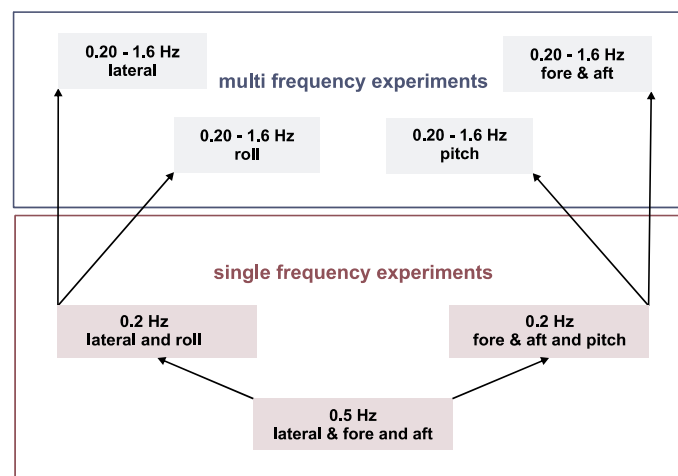 0.20 - 1.6 Hz
lateral
0.20 - 1.6 Hz
fore & aft
multi frequency experiments
0.20 - 1.6 Hz
roll
0.20 - 1.6 Hz
pitch
single frequency experiments
0.2 Hz
lateral and roll
0.2 Hz
fore & aft and pitch
0.5 Hz
lateral & fore and aft